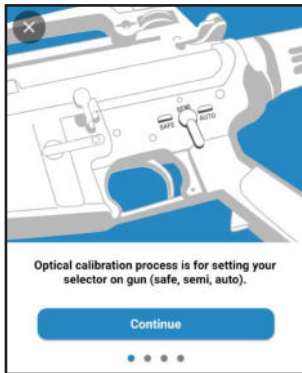 SEMI
SAFE
AUTO
Optical calibration process is for setting your
selector on gun (safe, semi, auto).
Continue